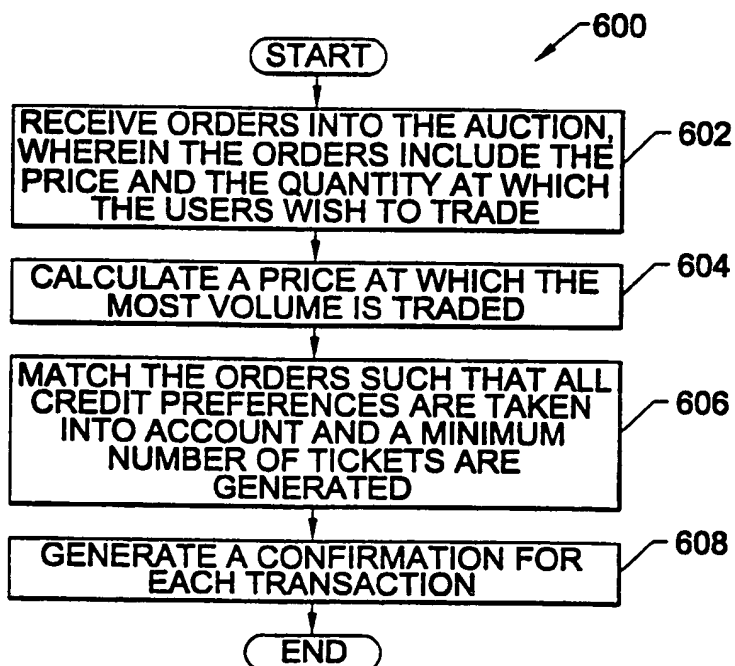 600
START
RECEIVE ORDERS INTO THE AUCTION,
WHEREIN THE ORDERS INCLUDE THE
PRICE AND THE QUANTITY AT WHICH
THE USERS WISH TO TRADE
602
CALCULATE A PRICE AT WHICH THE
MOST VOLUME IS TRADED
604
MATCH THE ORDERS SUCH THAT ALL
CREDIT PREFERENCES ARE TAKEN
INTO ACCOUNT AND A MINIMUM
NUMBER OF TICKETS ARE
GENERATED
606
GENERATE A CONFIRMATION FOR
EACH TRANSACTION
608
END